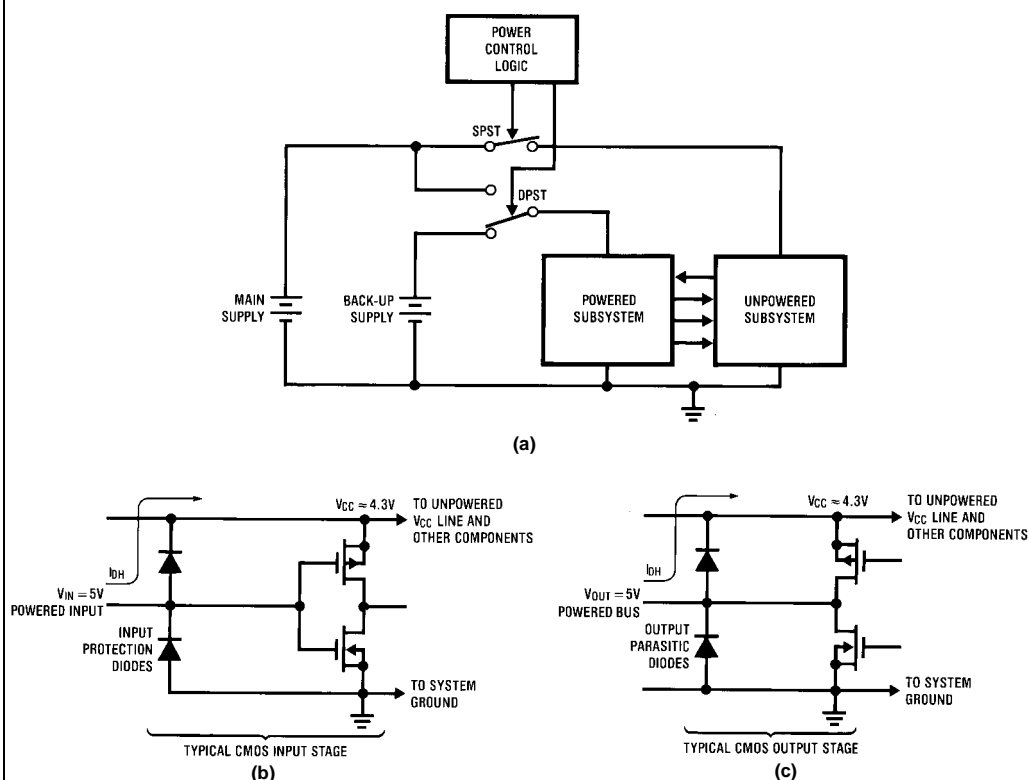 POWER
CONTROL
LOGIC
SPST
DPST
MAIN
SUPPLY
BACK-UP
SUPPLY
POWERED
SUBSYSTEM
UNPOWERED
SUBSYSTEM
(a)
VCC ≈ 4.3V
TO UNPOWERED
VCC LINE AND
OTHER COMPONENTS
IDH
VIN = 5V
POWERED INPUT
INPUT
PROTECTION
DIODES
TO SYSTEM
GROUND
TYPICAL CMOS INPUT STAGE
(b)
VCC ≈ 4.3V
TO UNPOWERED
VCC LINE AND
OTHER COMPONENTS
IDH
VOUT = 5V
POWERED BUS
OUTPUT
PARASITIC
DIODES
TO SYSTEM
GROUND
TYPICAL CMOS OUTPUT STAGE
(c)